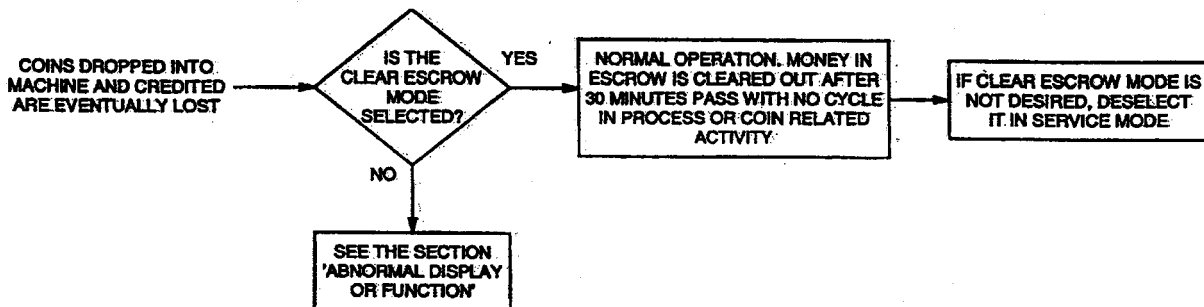 COINS DROPPED INTO
MACHINE AND CREDITED
ARE EVENTUALLY LOST
IS THE
CLEAR ESCROW
MODE
SELECTED?
YES
NORMAL OPERATION. MONEY IN
ESCROW IS CLEARED OUT AFTER
30 MINUTES PASS WITH NO CYCLE
IN PROCESS OR COIN RELATED
ACTIVITY
IF CLEAR ESCROW MODE IS
NOT DESIRED, DESELECT
IT IN SERVICE MODE
NO
SEE THE SECTION
'ABNORMAL DISPLAY
OR FUNCTION'